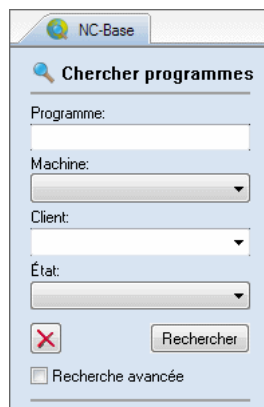 NC-Base
Chercher programmes
Programme:
Machine:
Client:
État:
Rechercher
Recherche avancée